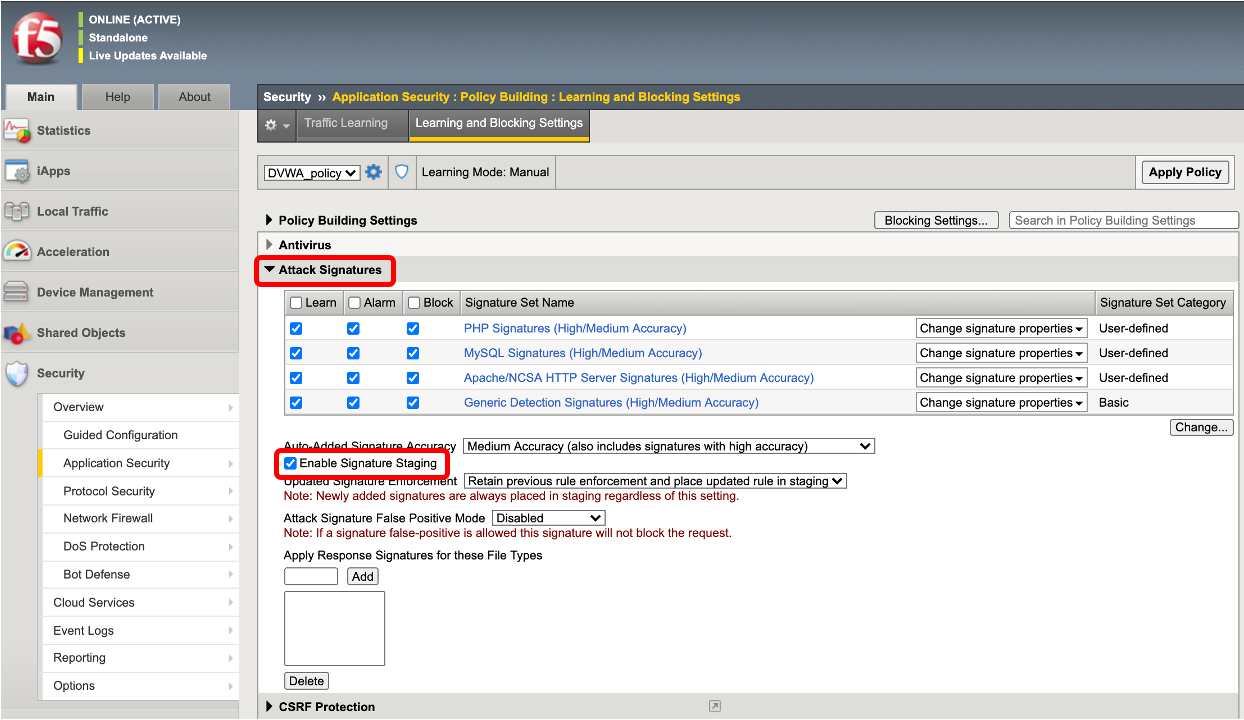 f5
ONLINE (ACTIVE)
Standalone
Live Updates Available
Main Help About
Security ›› Application Security : Policy Building : Learning and Blocking Settings
Traffic Learning Learning and Blocking Settings
Statistics
iApps
Local Traffic
Acceleration
Device Management
Shared Objects
Security
Overview
Guided Configuration
Application Security
Protocol Security
Network Firewall
DoS Protection
Bot Defense
Cloud Services
Event Logs
Reporting
Options
DVWA_policy Learning Mode: Manual Apply Policy
Policy Building Settings Blocking Settings... Search in Policy Building Settings
Antivirus
Attack Signatures
Learn Alarm Block Signature Set Name Signature Set Category
PHP Signatures (High/Medium Accuracy) Change signature properties User-defined
MySQL Signatures (High/Medium Accuracy) Change signature properties User-defined
Apache/NCSA HTTP Server Signatures (High/Medium Accuracy) Change signature properties User-defined
Generic Detection Signatures (High/Medium Accuracy) Change signature properties Basic
Change...
Auto-Added Signature Accuracy Medium Accuracy (also includes signatures with high accuracy)
Enable Signature Staging
Updated Signature Enforcement Retain previous rule enforcement and place updated rule in staging
Note: Newly added signatures are always placed in staging regardless of this setting.
Attack Signature False Positive Mode Disabled
Note: If a signature false-positive is allowed this signature will not block the request.
Apply Response Signatures for these File Types
Add
Delete
CSRF Protection